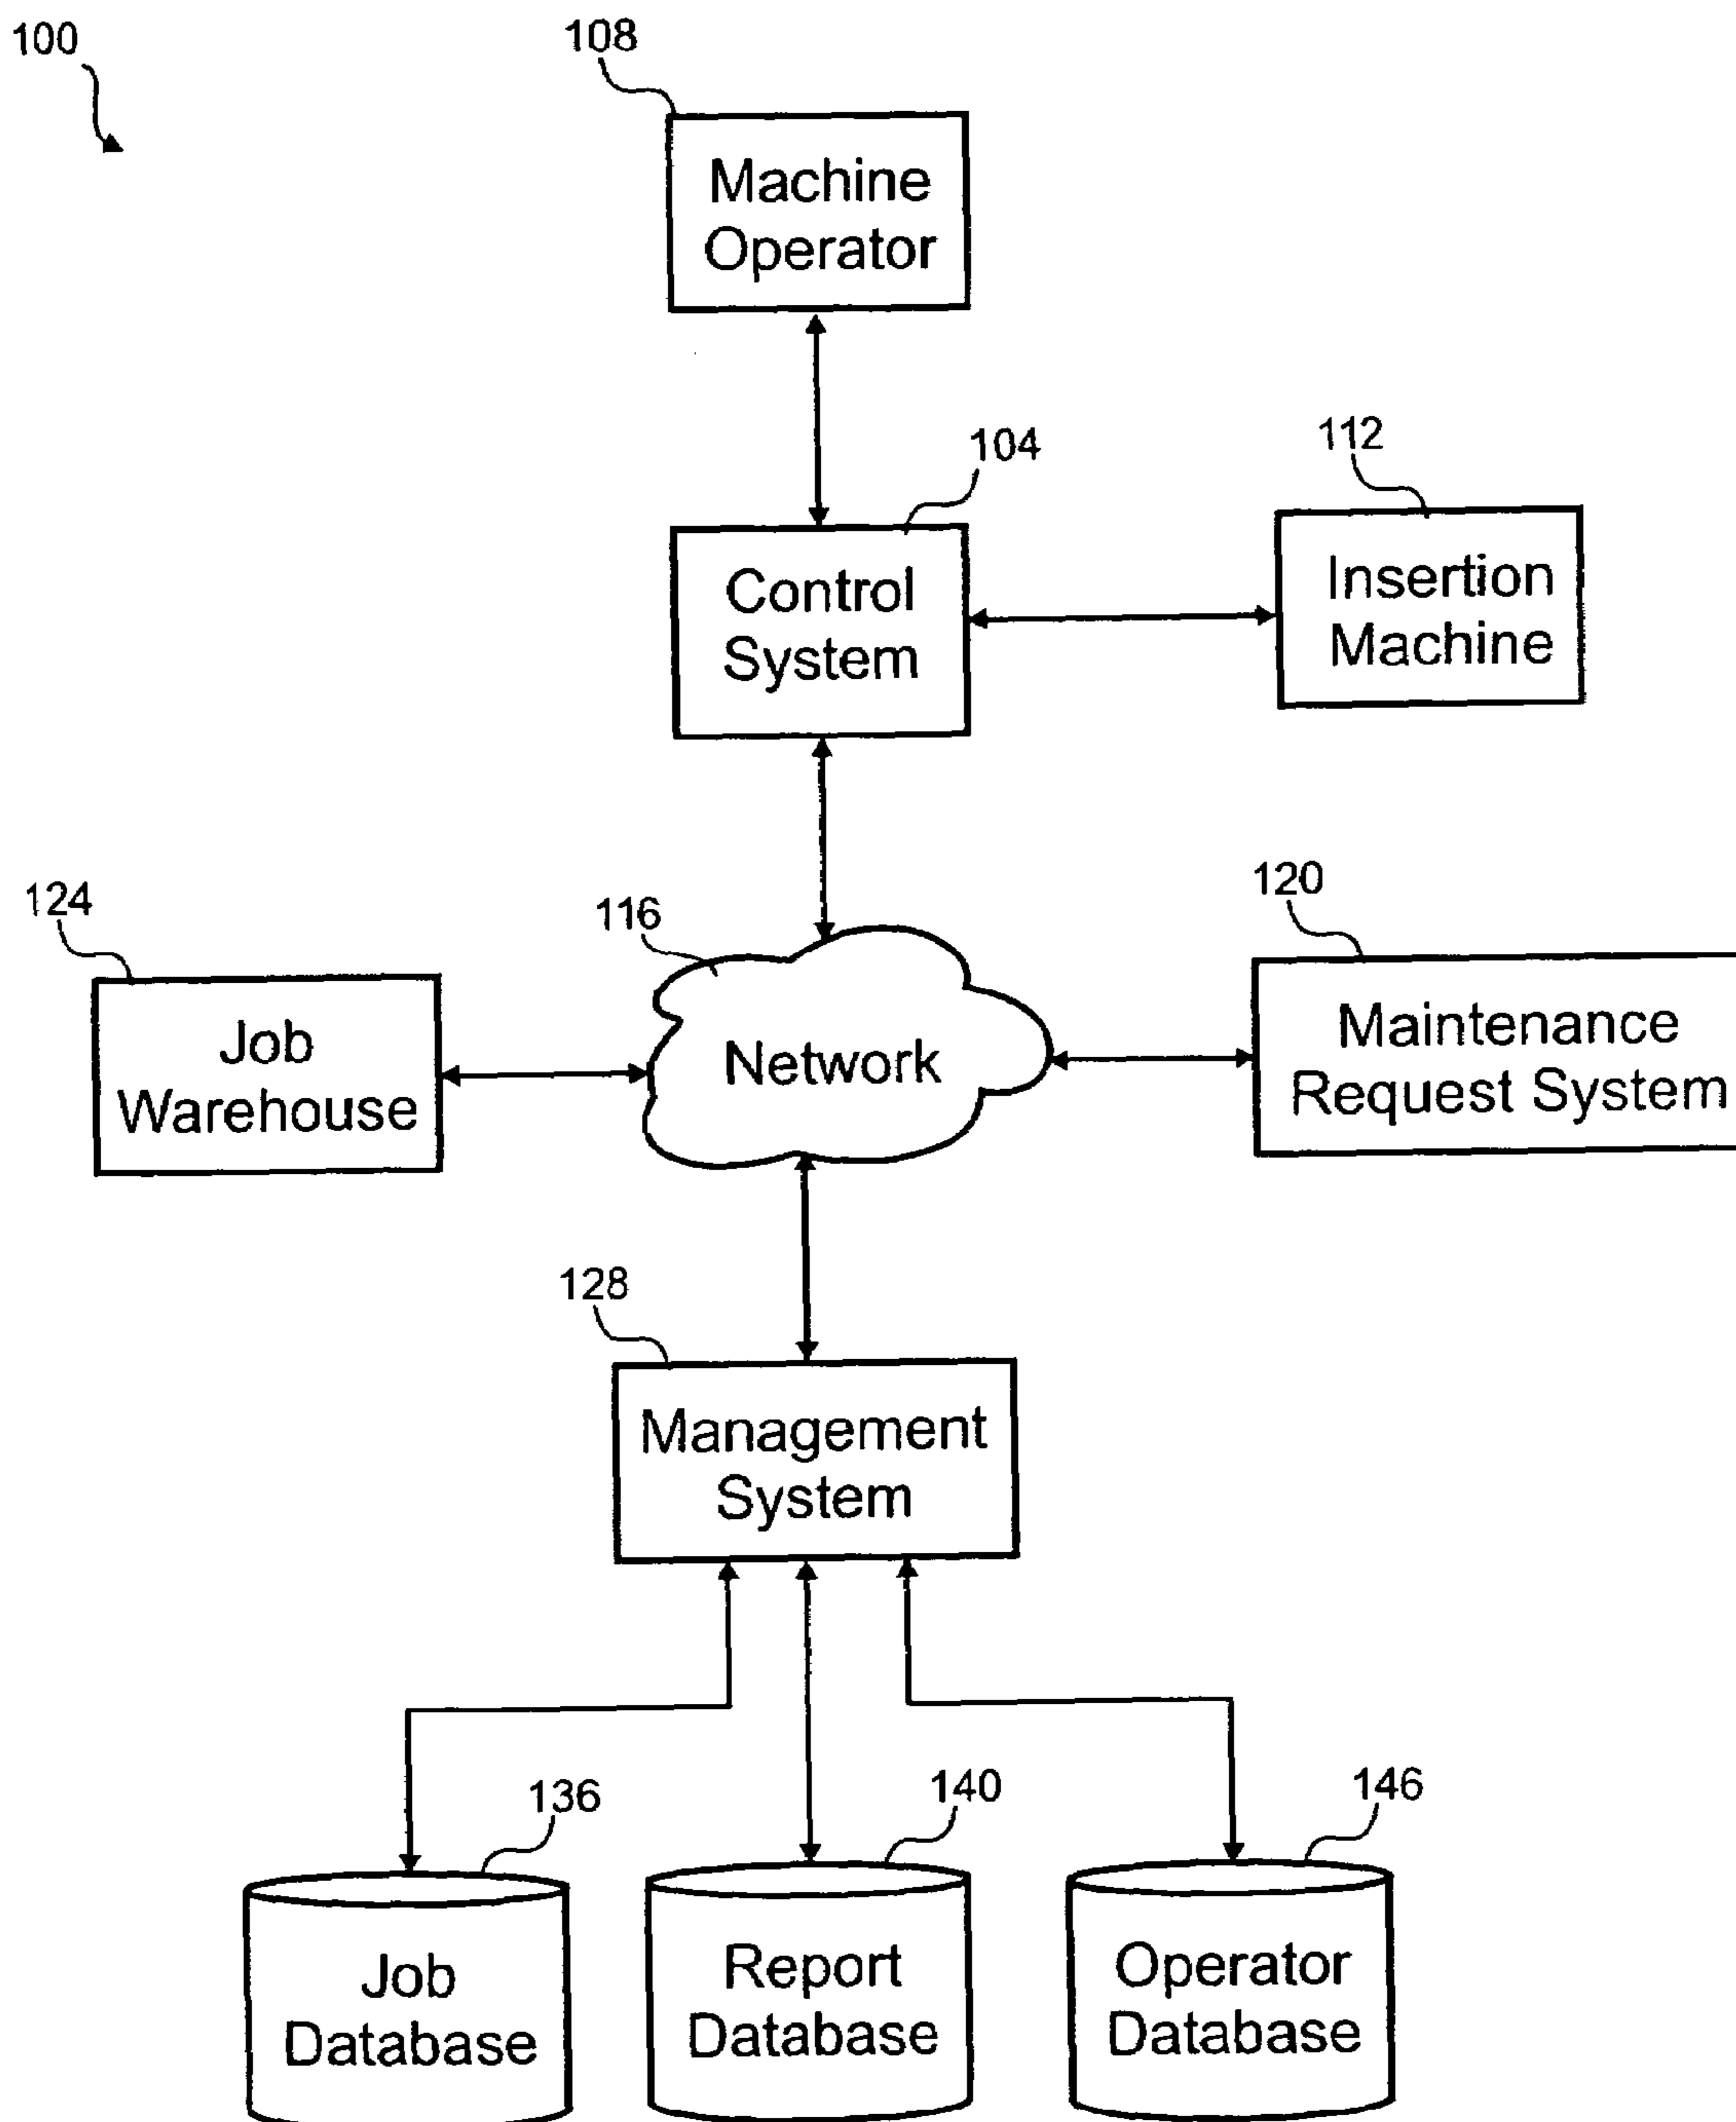 100
108
Machine
Operator
104
Control
System
112
Insertion
Machine
124
Job
Warehouse
116
Network
120
Maintenance
Request System
128
Management
System
136
Job
Database
140
Report
Database
146
Operator
Database